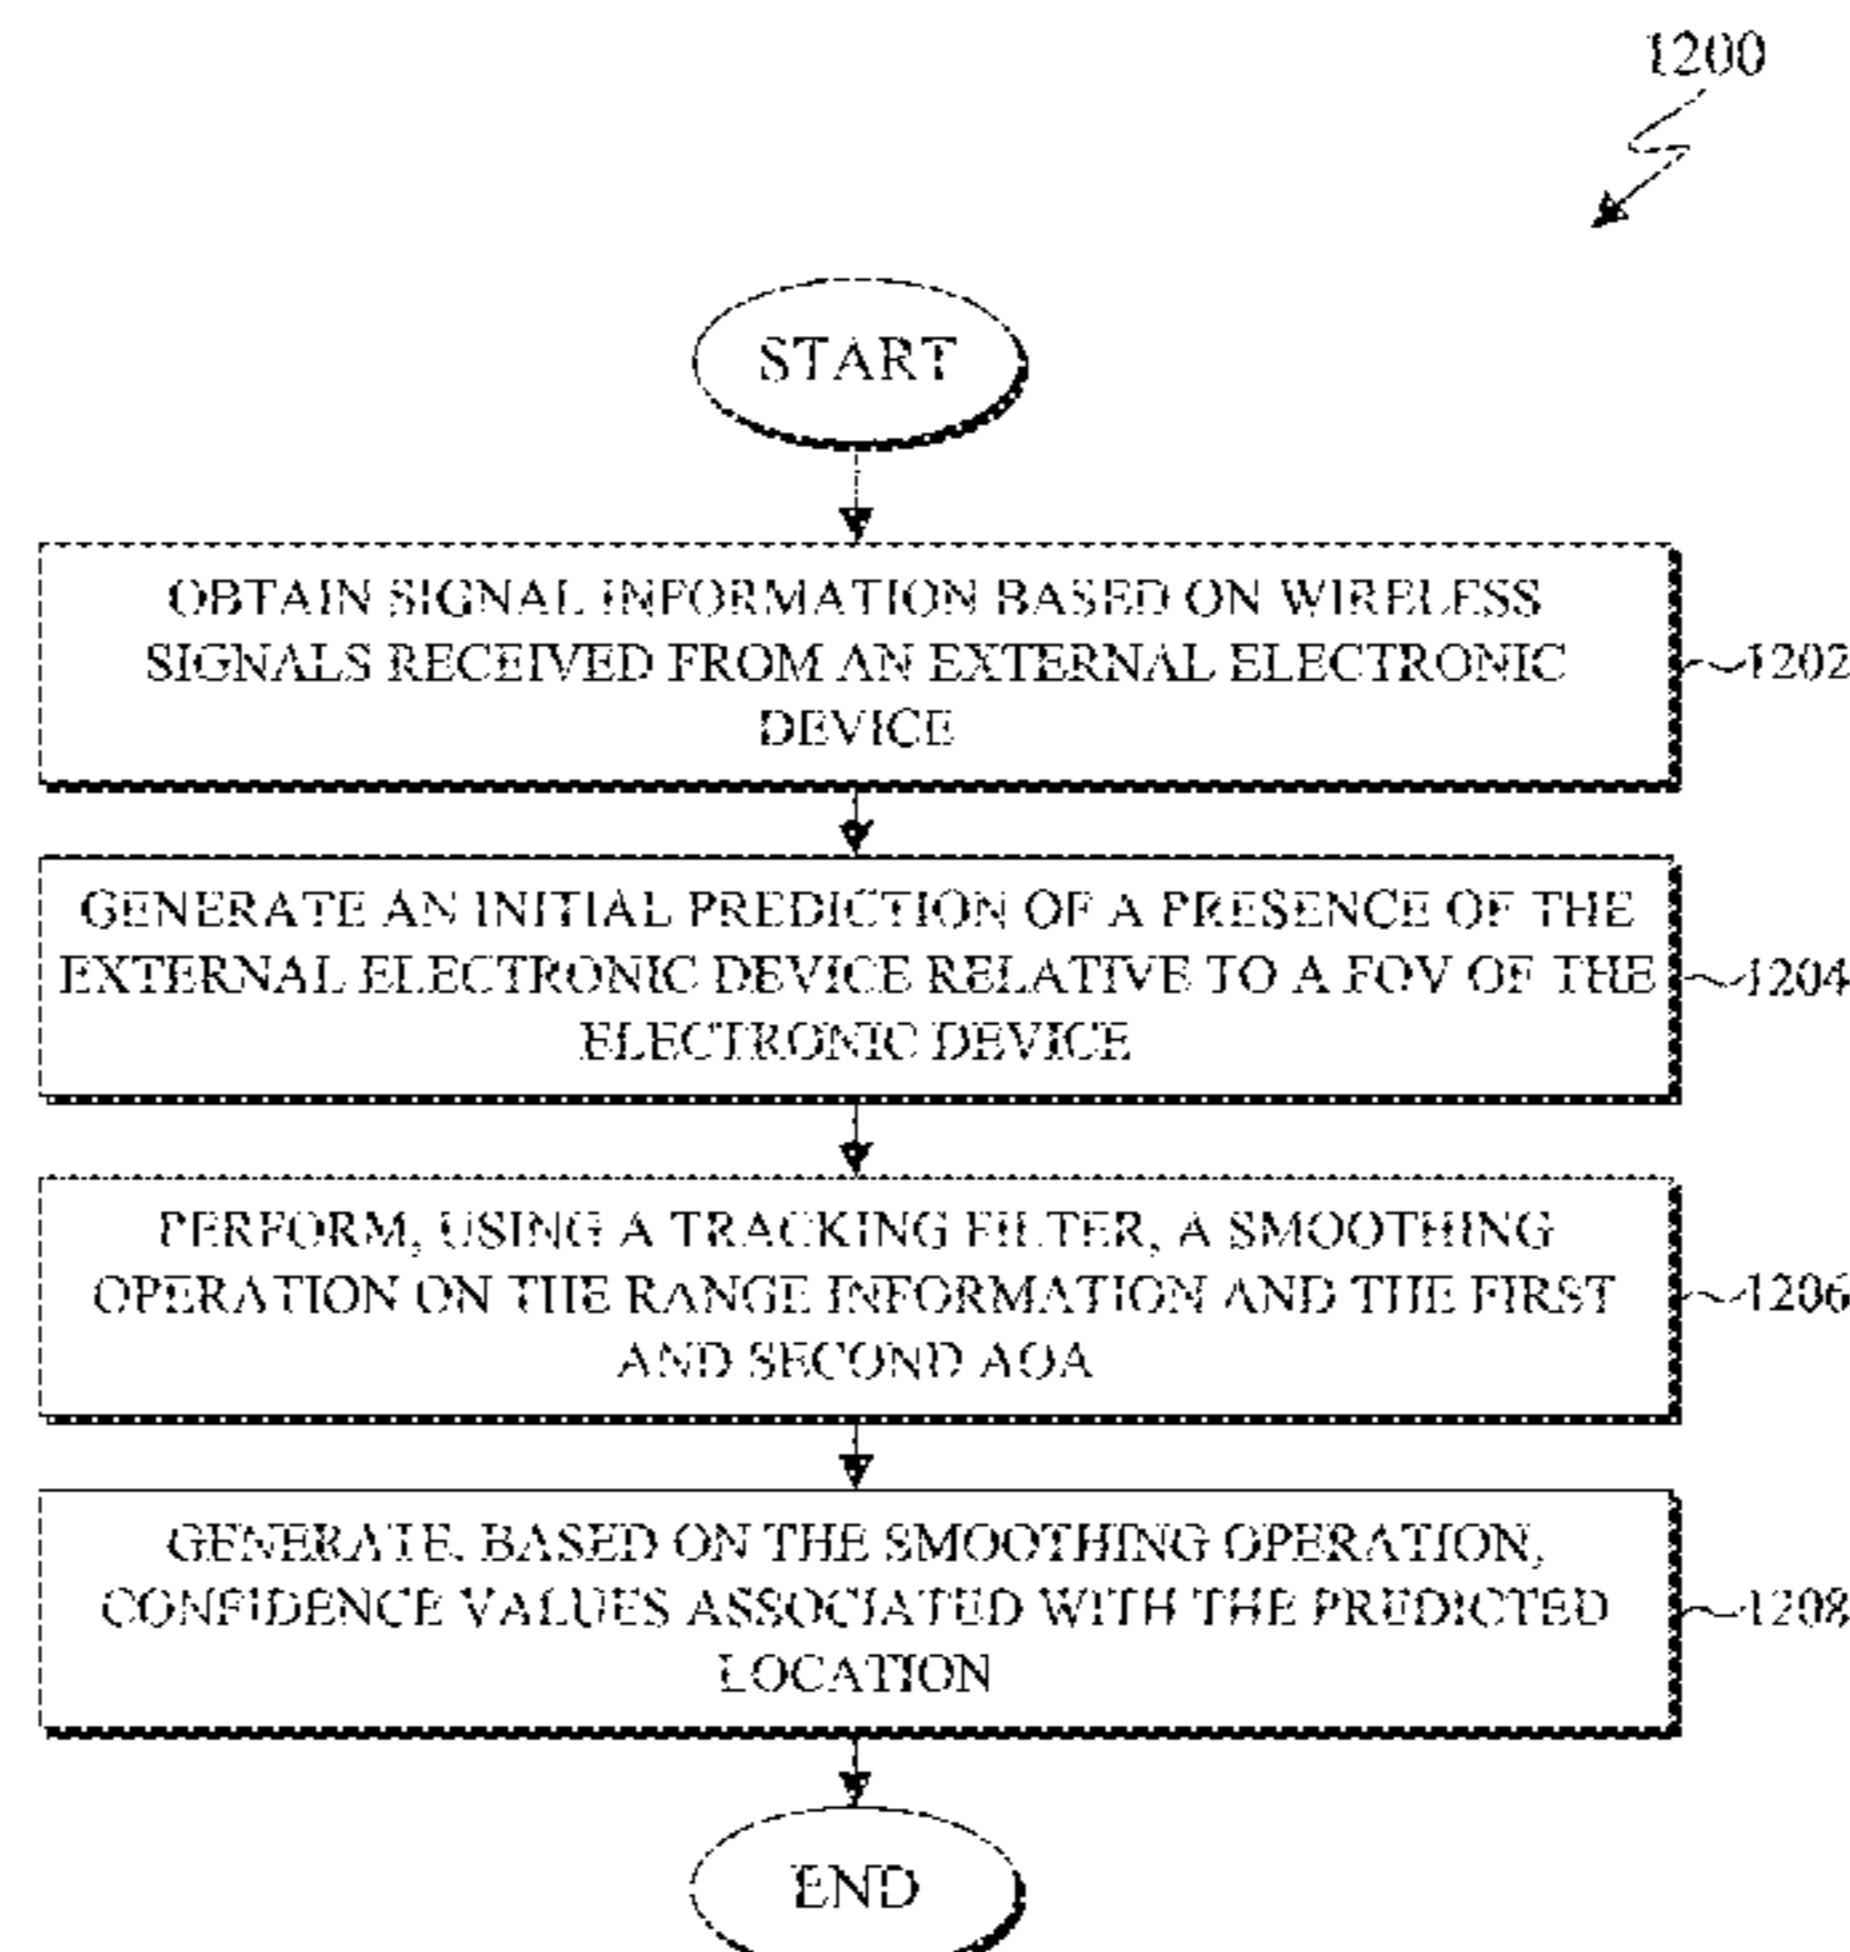 1200
START
OBTAIN SIGNAL INFORMATION BASED ON WIRELESS
SIGNALS RECEIVED FROM AN EXTERNAL ELECTRONIC
DEVICE
1202
GENERATE AN INITIAL PREDICTION OF A PRESENCE OF THE
EXTERNAL ELECTRONIC DEVICE RELATIVE TO A FOV OF THE
ELECTRONIC DEVICE
1204
PERFORM, USING A TRACKING FILTER, A SMOOTHING
OPERATION ON THE RANGE INFORMATION AND THE FIRST
AND SECOND AOA
1206
GENERATE, BASED ON THE SMOOTHING OPERATION,
CONFIDENCE VALUES ASSOCIATED WITH THE PREDICTED
LOCATION
1208
END